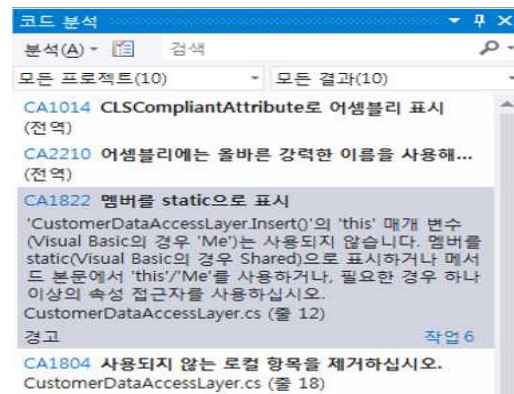 코드 분석
분석(A)
검색
모든 프로젝트(10)
모든 결과(10)
CA1014 CLSCompliantAttribute로 어셈블리 표시
(전역)
CA2210 어셈블리에는 올바른 강력한 이름을 사용해...
(전역)
CA1822 멤버를 static으로 표시
'CustomerDataAccessLayer.Insert()'의 'this' 매개 변수
(Visual Basic의 경우 'Me')는 사용되지 않습니다. 멤버를
static(Visual Basic의 경우 Shared)으로 표시하거나 메서
드 본문에서 'this'/'Me'를 사용하거나, 필요한 경우 하나
이상의 속성 접근자를 사용하십시오.
CustomerDataAccessLayer.cs (줄 12)
경고
작업 6
CA1804 사용되지 않는 로컬 항목을 제거하십시오.
CustomerDataAccessLayer.cs (줄 18)